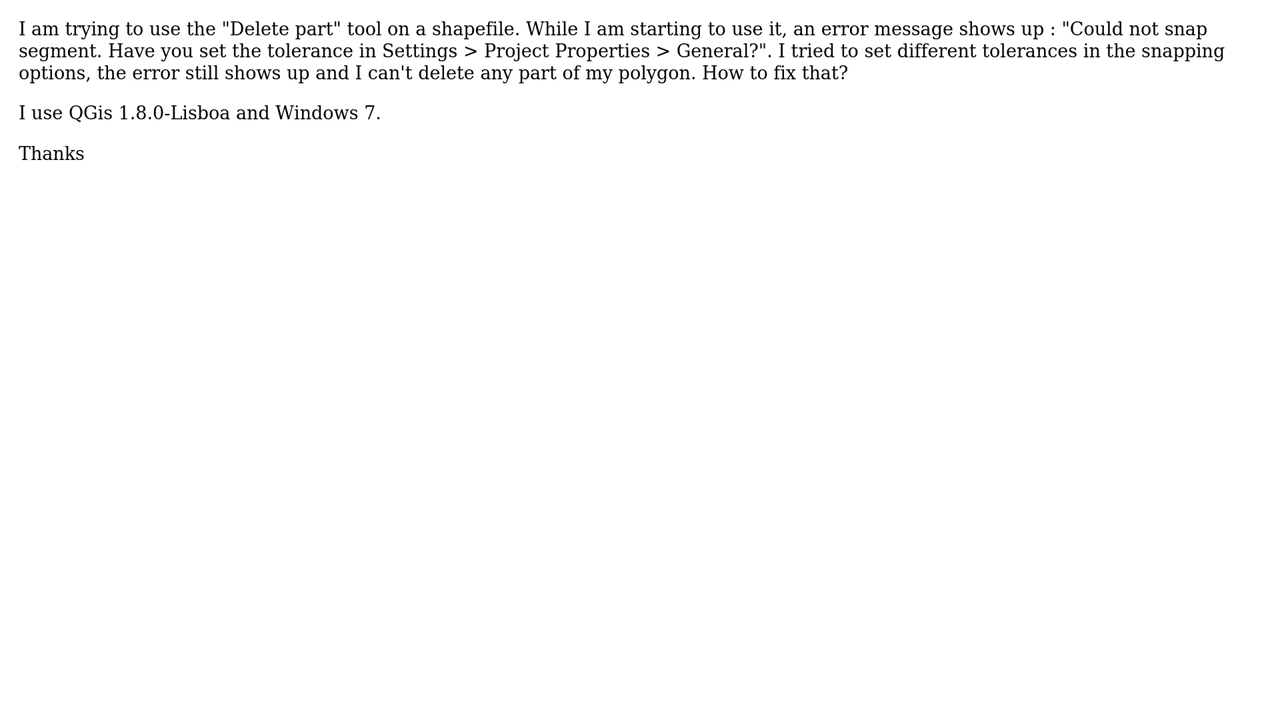 I am trying to use the "Delete part" tool on a shapefile. While I am starting to use it, an error message shows up : "Could not snap
segment. Have you set the tolerance in Settings > Project Properties > General?". I tried to set different tolerances in the snapping
options, the error still shows up and I can't delete any part of my polygon. How to fix that?
I use QGis 1.8.0-Lisboa and Windows 7.
Thanks